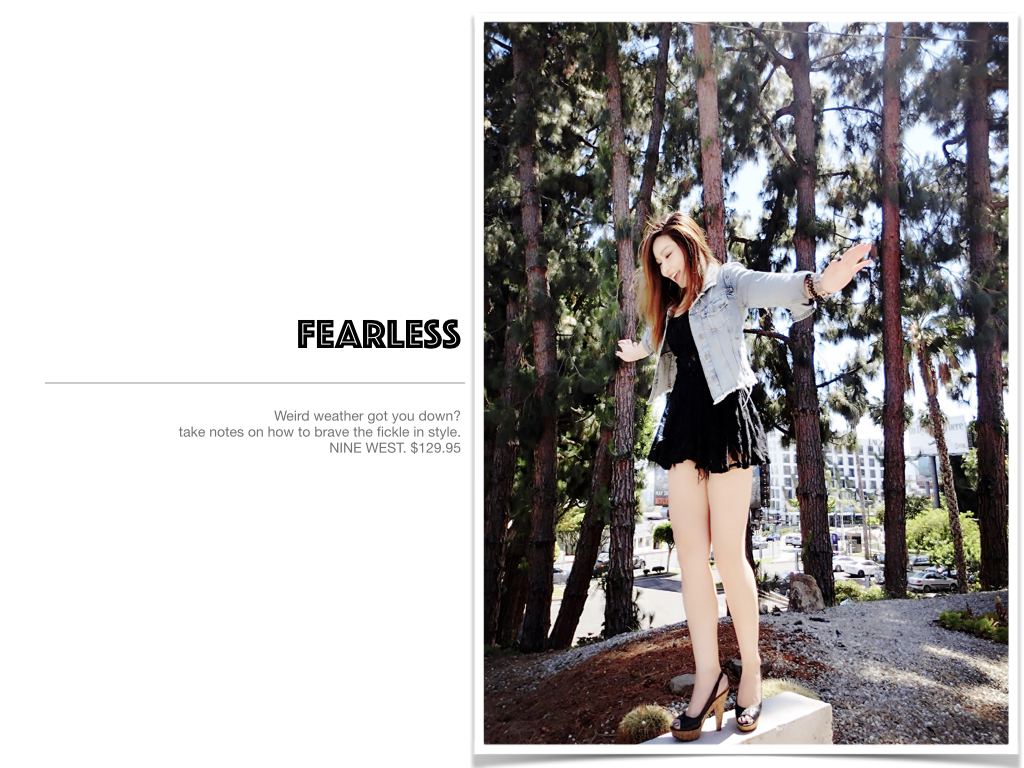 FEARLESS
Weird weather got you down?
take notes on how to brave the fickle in style.
NINE WEST. $129.95